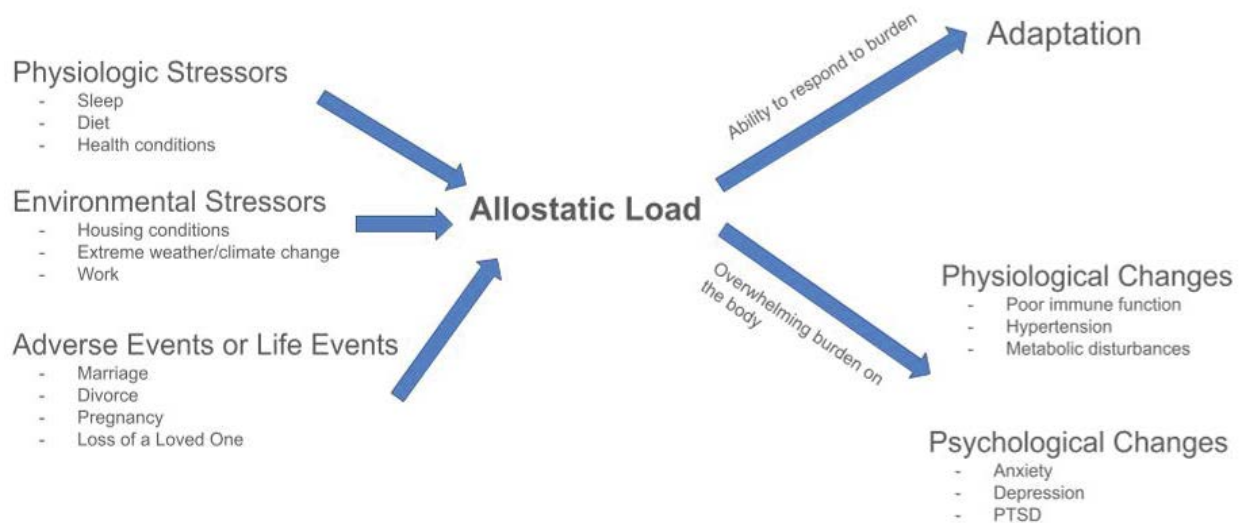 Physiologic Stressors
- Sleep
- Diet
- Health conditions
Environmental Stressors
- Housing conditions
- Extreme weather/climate change
- Work
Adverse Events or Life Events
- Marriage
- Divorce
- Pregnancy
- Loss of a Loved One
Allostatic Load
Ability to respond to burden
Adaptation
Overwhelming burden on
the body
Physiological Changes
- Poor immune function
- Hypertension
- Metabolic disturbances
Psychological Changes
- Anxiety
- Depression
- PTSD